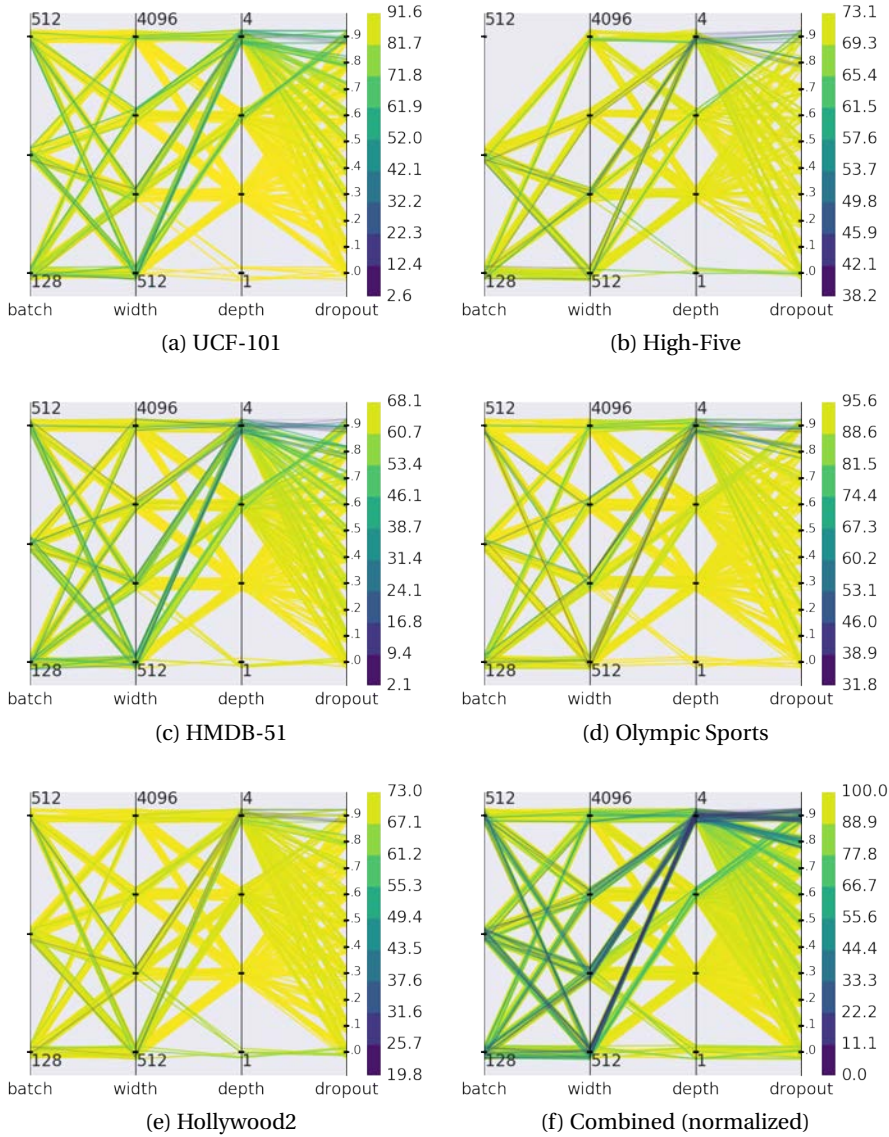 512 4096 4 91.6
.9 81.7
.8 71.8
.7 61.9
.6 52.0
.5 42.1
.4 32.2
.3 22.3
.2 12.4
.1 2.6
.0
128 512 1
batch width depth dropout
(a) UCF-101
512 4096 4 73.1
.9 69.3
.8 65.5
.7 61.5
.6 57.6
.5 53.7
.4 49.8
.3 45.9
.2 42.1
.1 38.2
.0
128 512 1
batch width depth dropout
(b) High-Five
512 4096 4 68.1
.9 60.7
.8 53.4
.7 46.1
.6 38.7
.5 31.4
.4 24.1
.3 16.8
.2 9.4
.1 2.1
.0
128 512 1
batch width depth dropout
(c) HMDB-51
512 4096 4 95.6
.9 88.6
.8 81.5
.7 74.4
.6 67.3
.5 60.2
.4 53.1
.3 46.0
.2 38.9
.1 31.8
.0
128 512 1
batch width depth dropout
(d) Olympic Sports
512 4096 4 73.0
.9 67.1
.8 61.2
.7 55.3
.6 49.4
.5 43.5
.4 37.6
.3 31.6
.2 25.7
.1 19.8
.0
128 512 1
batch width depth dropout
(e) Hollywood2
512 4096 4 100.0
.9 88.9
.8 77.8
.7 66.7
.6 55.6
.5 44.4
.4 33.3
.3 22.2
.2 11.1
.1 0.0
.0
128 512 1
batch width depth dropout
(f) Combined (normalized)